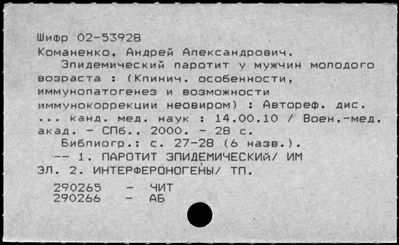 Шифр 02-53928
Команенко, Андрей Александрович.
Эпидемический паротит у мужчин молодого
возраста : (Клинич. особенности,
иммунопатогенез и возможности
иммунокоррекции неовиром) : Автореф. дис.
... канд. мед. наук : 14.00.10 / Воен.-мед.
акад. - СПб., 2000. - 28 с.
Библиогр.: с. 27-28 (6 назв.).
-- 1. ПАРОТИТ ЭПИДЕМИЧЕСКИЙ/ ИМ
ЭЛ. 2. ИНТЕРФЕРОНОГЕНЫ/ ТП.
290265 - ЧИТ
290266 - АБ